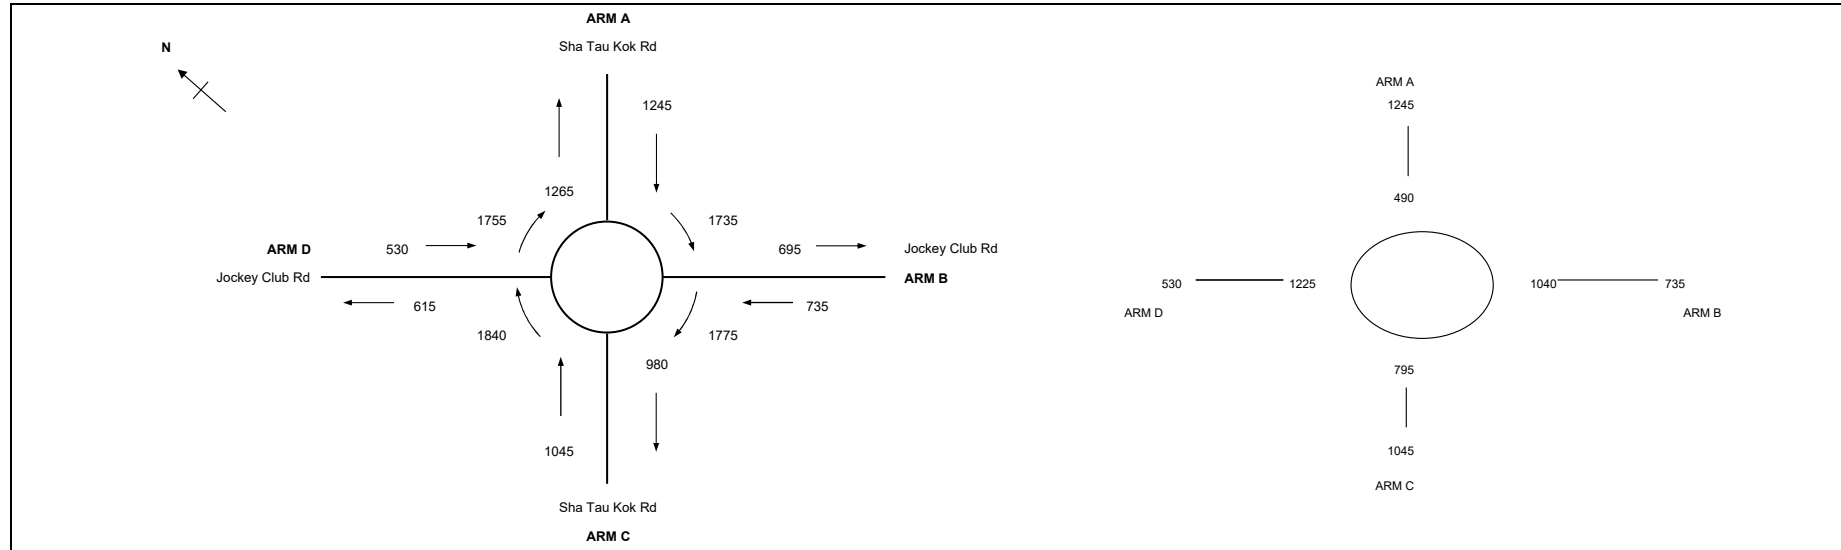 ARM A
N
Sha Tau Kok Rd
1245
1265
1755
1735
ARM D
530
695
Jockey Club Rd
Jockey Club Rd
ARM B
615
735
1840
1775
980
1045
Sha Tau Kok Rd
ARM C
ARM A
1245
490
530
1225
1040
735
ARM D
ARM B
795
1045
ARM C